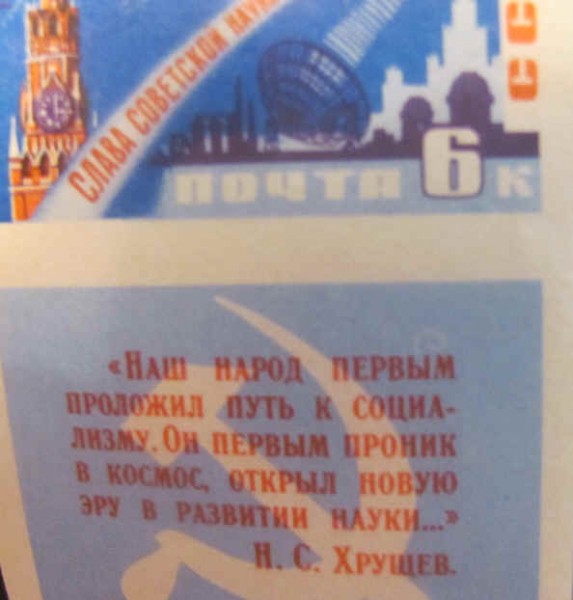 СЛАВА СОВЕТСКОЙ НАУК
СС
ПОЧТА 6 К
«НАШ НАРОД ПЕРВЫМ
ПРОЛОЖИЛ ПУТЬ К СОЦИА-
ЛИЗМУ. ОН ПЕРВЫМ ПРОНИК
В КОСМОС, ОТКРЫЛ НОВУЮ
ЭРУ В РАЗВИТИИ НАУКИ...»
Н. С. ХРУЩЕВ.